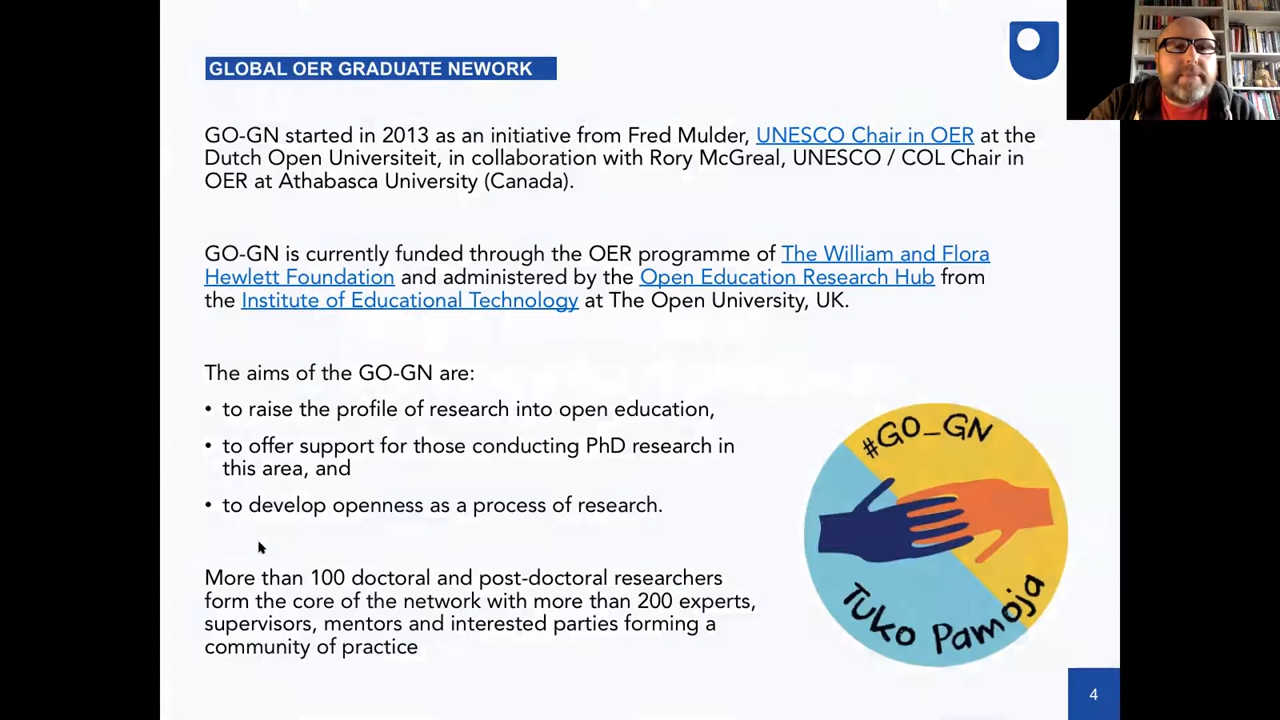 GLOBAL OER GRADUATE NEWORK
GO-GN started in 2013 as an initiative from Fred Mulder, UNESCO Chair in OER at the
Dutch Open Universiteit, in collaboration with Rory McGreal, UNESCO / COL Chair in
OER at Athabasca University (Canada).
GO-GN is currently funded through the OER programme of The William and Flora
Hewlett Foundation and administered by the Open Education Research Hub from
the Institute of Educational Technology at The Open University, UK.
The aims of the GO-GN are:
• to raise the profile of research into open education,
• to offer support for those conducting PhD research in
this area, and
• to develop openness as a process of research.
More than 100 doctoral and post-doctoral researchers
form the core of the network with more than 200 experts,
supervisors, mentors and interested parties forming a
community of practice
#GO_GN
Tuko Pamoja
4